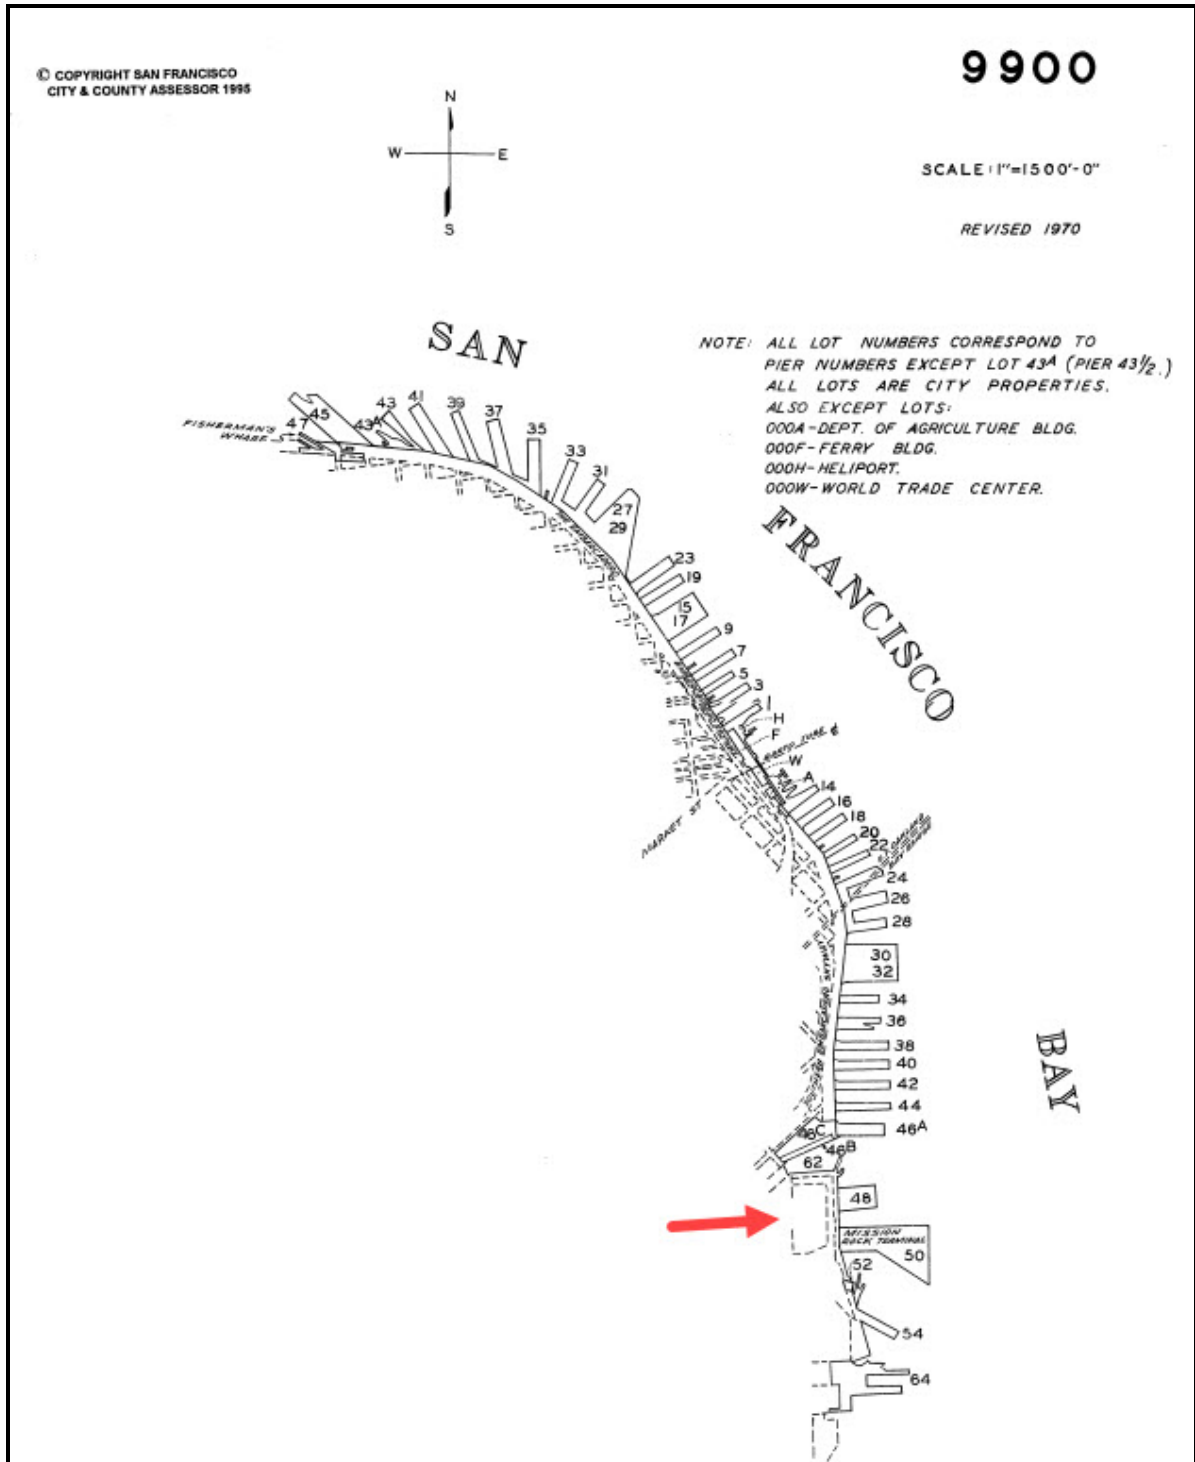 © COPYRIGHT SAN FRANCISCO
CITY & COUNTY ASSESSOR 1995
9900
N
W
E
S
SCALE: 1"=1500'-0"
REVISED 1970
SAN
NOTE: ALL LOT NUMBERS CORRESPOND TO
PIER NUMBERS EXCEPT LOT 43A (PIER 43½.)
ALL LOTS ARE CITY PROPERTIES.
ALSO EXCEPT LOTS:
000A-DEPT. OF AGRICULTURE BLDG.
000F-FERRY BLDG.
000H-HELIPORT.
000W-WORLD TRADE CENTER.
FISHERMAN'S
WHARF
47
45
43A
43
41
39
37
35
33
31
27
29
FRANCISCO
23
19
15
17
9
7
5
3
1
H
F
W
A
MARKET ST
14
16
18
20
22
OAKLAND
24
26
28
30
32
34
36
38
40
42
44
46A
BAY
46B
62
48
MISSION
ROCK TERMINAL
50
52
54
64